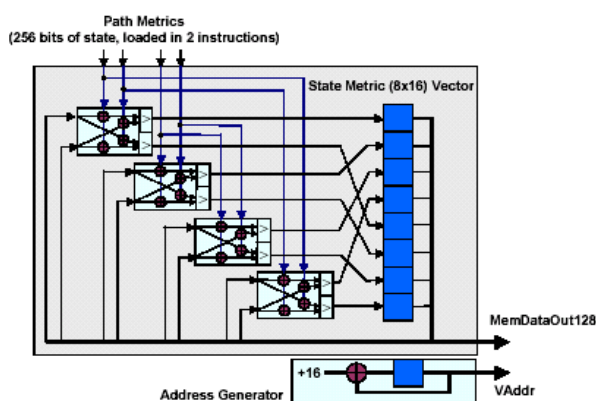 Path Metrics
(256 bits of state, loaded in 2 instructions)
State Metric (8x16) Vector
>
>
>
>
>
>
>
>
MemDataOut128
+16
VAddr
Address Generator